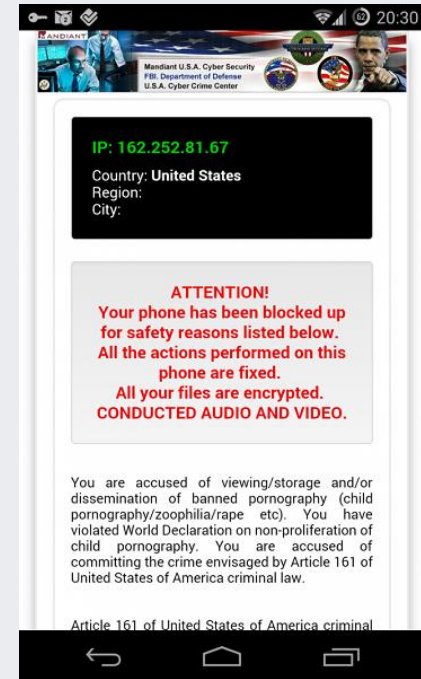 20:30
MANDIANT
Mandiant U.S.A. Cyber Security
FBI. Department of Defense
U.S.A. Cyber Crime Center
IP: 162.252.81.67
Country: United States
Region:
City:
ATTENTION!
Your phone has been blocked up
for safety reasons listed below.
All the actions performed on this
phone are fixed.
All your files are encrypted.
CONDUCTED AUDIO AND VIDEO.
You are accused of viewing/storage and/or
dissemination of banned pornography (child
pornography/zoophilia/rape etc). You have
violated World Declaration on non-proliferation of
child pornography. You are accused of
committing the crime envisaged by Article 161 of
United States of America criminal law.
Article 161 of United States of America criminal